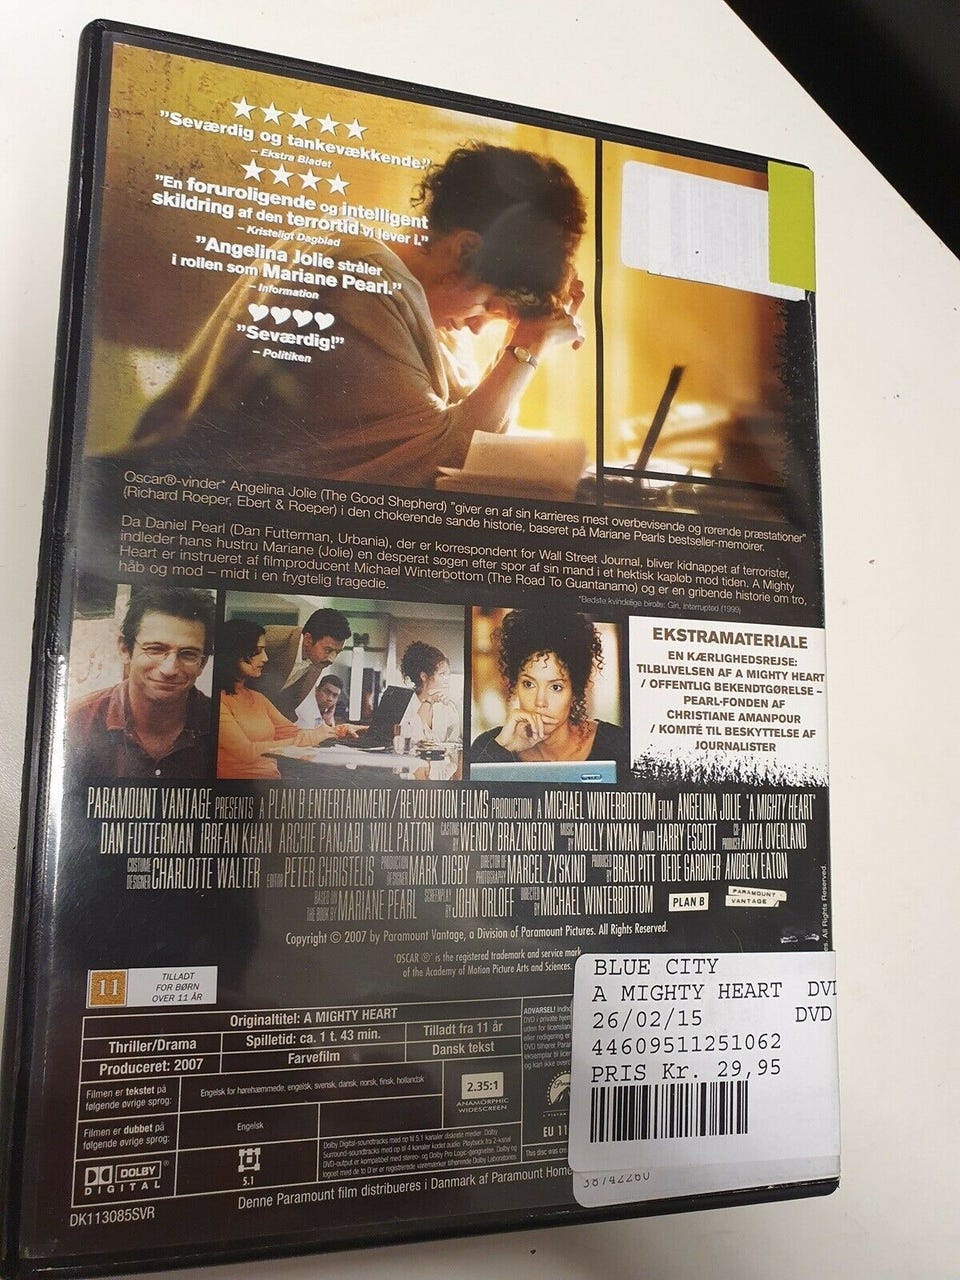 "Seværdig og tankevækkende."
– Ekstra Bladet
"En foruroligende og intelligent
skildring af den terrortid vi lever i."
– Kristeligt Dagblad
"Angelina Jolie stråler
i rollen som Mariane Pearl."
– Information
"Seværdig!"
– Politiken
Oscar®-vinder* Angelina Jolie (The Good Shepherd) "giver en af sin karrieres mest overbevisende og rørende præstationer"
(Richard Roeper, Ebert & Roeper) i den chokerende sande historie, baseret på Mariane Pearls bestseller-memoirer.
Da Daniel Pearl (Dan Futterman, Urbania), der er korrespondent for Wall Street Journal, bliver kidnappet af terrorister,
indleder hans hustru Mariane (Jolie) en desperat søgen efter spor af sin mand i et hektisk kapløb mod tiden. A Mighty
Heart er instrueret af filmproducent Michael Winterbottom (The Road To Guantanamo) og er en gribende historie om tro,
håb og mod – midt i en frygtelig tragedie.
*Bedste kvindelige birolle: Girl, Interrupted (1999)
EKSTRAMATERIALE
EN KÆRLIGHEDSREJSE:
TILBLIVELSEN AF A MIGHTY HEART
/ OFFENTLIG BEKENDTGØRELSE –
PEARL-FONDEN AF
CHRISTIANE AMANPOUR
/ KOMITÉ TIL BESKYTTELSE AF
JOURNALISTER
PARAMOUNT VANTAGE PRESENTS A PLAN B ENTERTAINMENT/REVOLUTION FILMS PRODUCTION A MICHAEL WINTERBOTTOM FILM ANGELINA JOLIE "A MIGHTY HEART"
DAN FUTTERMAN IRRFAN KHAN ARCHIE PANJABI WILL PATTON CASTING BY WENDY BRAZINGTON MUSIC BY MOLLY NYMAN AND HARRY ESCOTT CO-PRODUCER ANITA OVERLAND
COSTUME DESIGNER CHARLOTTE WALTER EDITOR PETER CHRISTELIS PRODUCTION DESIGNER MARK DIGBY DIRECTOR OF PHOTOGRAPHY MARCEL ZYSKIND PRODUCED BY BRAD PITT DEDE GARDNER ANDREW EATON
BASED ON THE BOOK BY MARIANE PEARL SCREENPLAY BY JOHN ORLOFF DIRECTED BY MICHAEL WINTERBOTTOM PLAN B PARAMOUNT VANTAGE
Copyright © 2007 by Paramount Vantage, a Division of Paramount Pictures. All Rights Reserved.
'OSCAR ®' is the registered trademark and service mark
of the Academy of Motion Picture Arts and Sciences.
s. All Rights Reserved.
11
TILLADT
FOR BØRN
OVER 11 ÅR
Originaltitel: A MIGHTY HEART
Thriller/Drama
Spilletid: ca. 1 t. 43 min.
Tilladt fra 11 år
Produceret: 2007
Farvefilm
Dansk tekst
Filmen er tekstet på
følgende øvrige sprog:
Engelsk for hørehæmmede, engelsk, svensk, dansk, norsk, finsk, hollandsk
2.35:1
ANAMORPHIC
WIDESCREEN
Filmen er dubbet på
følgende øvrige sprog:
Engelsk
DOLBY
DIGITAL
5.1
ADVARSEL!
EU 11
Denne Paramount film distribueres i Danmark af Paramount Home
DK113085SVR
BLUE CITY
A MIGHTY HEART DVD
26/02/15 DVD
44609511251062
PRIS Kr. 29,95
38742260